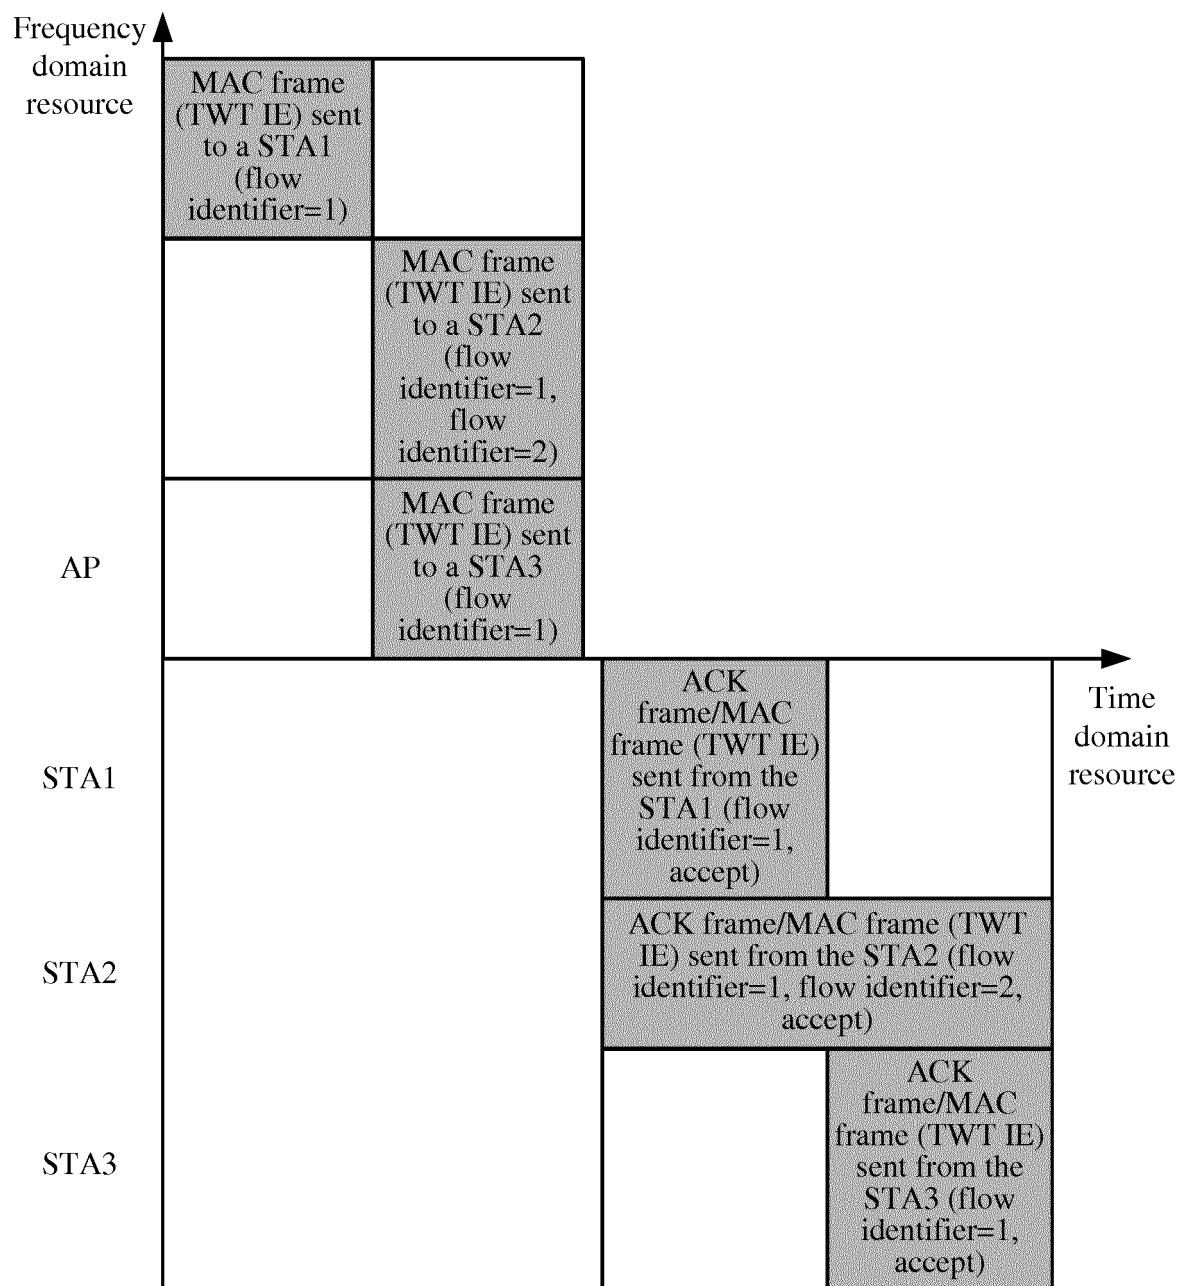 Frequency
domain
resource
MAC frame
(TWT IE) sent
to a STA1
(flow
identifier=1)
MAC frame
(TWT IE) sent
to a STA2
(flow
identifier=1,
flow
identifier=2)
AP
MAC frame
(TWT IE) sent
to a STA3
(flow
identifier=1)
Time
domain
resource
STA1
ACK
frame/MAC
frame (TWT IE)
sent from the
STA1 (flow
identifier=1,
accept)
STA2
ACK frame/MAC frame (TWT
IE) sent from the STA2 (flow
identifier=1, flow identifier=2,
accept)
STA3
ACK
frame/MAC
frame (TWT IE)
sent from the
STA3 (flow
identifier=1,
accept)